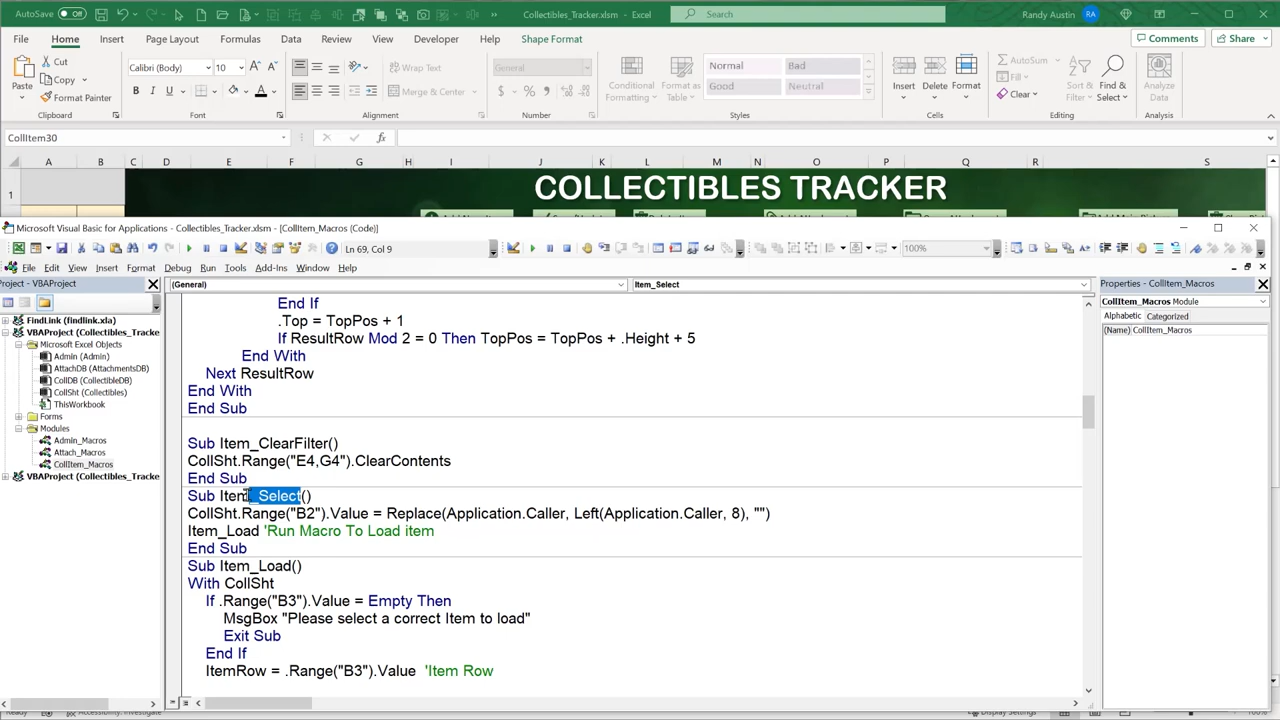 AutoSave Off
Collectibles_Tracker.xlsm - Excel
Search
Randy Austin RA
File Home Insert Page Layout Formulas Data Review View Developer Help Shape Format
Comments Share
Paste Cut
Copy
Format Painter
Clipboard
Calibri (Body) 10
Font
Wrap Text
Merge & Center
Alignment
General
Number
Conditional Formatting Format as Table
Normal Bad
Good Neutral
Styles
Insert Delete Format
Cells
AutoSum
Fill
Clear
Sort & Filter Find & Select
Editing
Analyze Data
Analysis
CollItem30
A B C D E F G H I J K L M N O P Q R S
1 COLLECTIBLES TRACKER
Microsoft Visual Basic for Applications - Collectibles_Tracker.xlsm - [CollItem_Macros (Code)]
Ln 69, Col 9
100%
File Edit View Insert Format Debug Run Tools Add-Ins Window Help
Project - VBAProject
FindLink (findlink.xla)
VBAProject (Collectibles_Tracke
Microsoft Excel Objects
Admin (Admin)
AttachDB (AttachmentsDB)
CollDB (CollectibleDB)
CollSht (Collectibles)
ThisWorkbook
Forms
Modules
Admin_Macros
Attach_Macros
CollItem_Macros
VBAProject (Collectibles_Tracke
(General) Item_Select
End If
.Top = TopPos + 1
If ResultRow Mod 2 = 0 Then TopPos = TopPos + .Height + 5
End With
Next ResultRow
End With
End Sub
Sub Item_ClearFilter()
CollSht.Range("E4,G4").ClearContents
End Sub
Sub Item_Select()
CollSht.Range("B2").Value = Replace(Application.Caller, Left(Application.Caller, 8), "")
Item_Load 'Run Macro To Load item
End Sub
Sub Item_Load()
With CollSht
If .Range("B3").Value = Empty Then
MsgBox "Please select a correct Item to load"
Exit Sub
End If
ItemRow = .Range("B3").Value 'Item Row
Properties - CollItem_Macros
CollItem_Macros Module
Alphabetic Categorized
(Name) CollItem_Macros